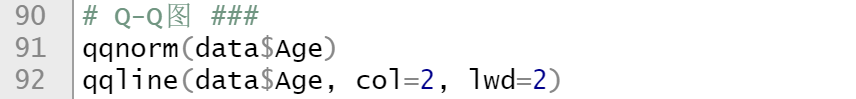 90 # Q-Q图 ###
91 qqnorm(data$Age)
92 qqline(data$Age, col=2, lwd=2)